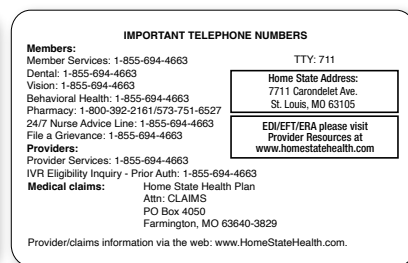 IMPORTANT TELEPHONE NUMBERS
Members:
Member Services: 1-855-694-4663
Dental: 1-855-694-4663
Vision: 1-855-694-4663
Behavioral Health: 1-855-694-4663
Pharmacy: 1-800-392-2161/573-751-6527
24/7 Nurse Advice Line: 1-855-694-4663
File a Grievance: 1-855-694-4663
TTY: 711
Home State Address:
7711 Carondelet Ave.
St. Louis, MO 63105
EDI/EFT/ERA please visit
Provider Resources at
www.homestatehealth.com
Providers:
Provider Services: 1-855-694-4663
IVR Eligibility Inquiry - Prior Auth: 1-855-694-4663
Medical claims: Home State Health Plan
Attn: CLAIMS
PO Box 4050
Farmington, MO 63640-3829
Provider/claims information via the web: www.HomeStateHealth.com.